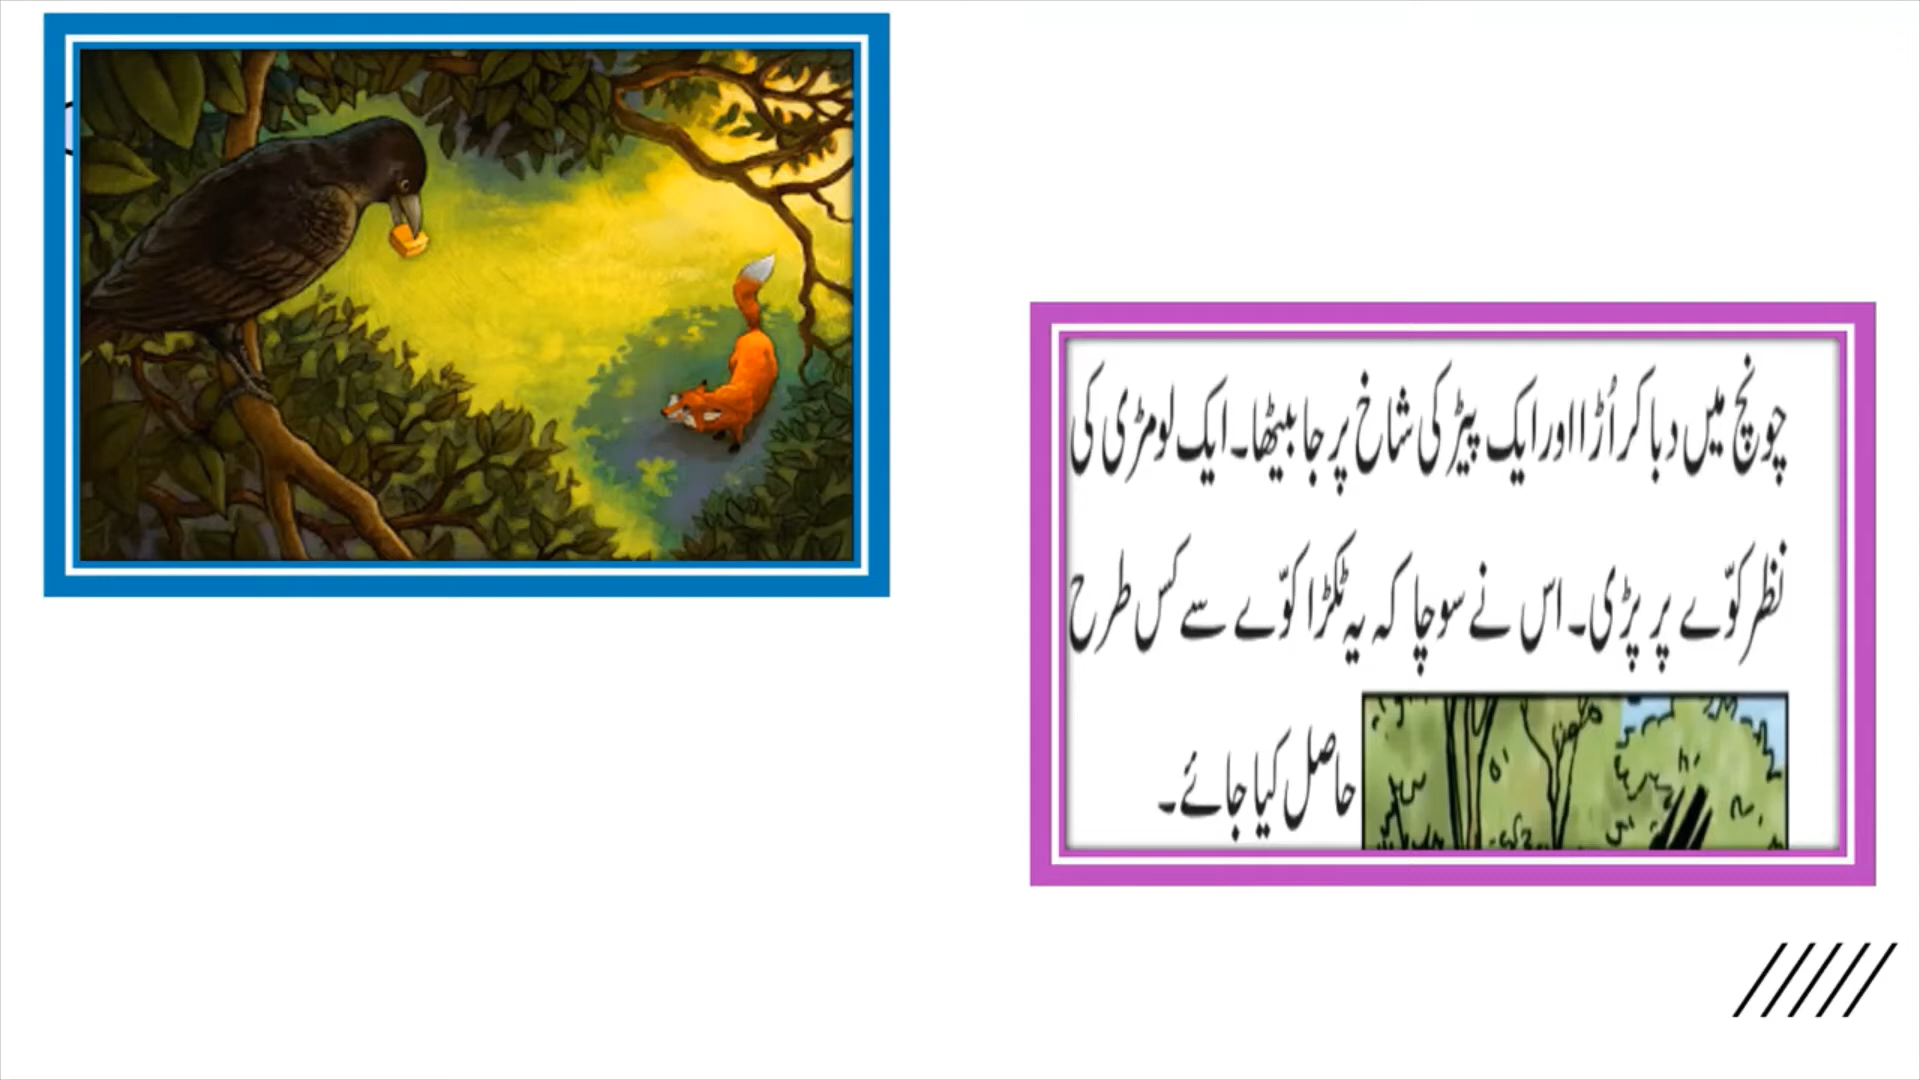 چونچ میں دبا کر اُڑا اور ایک پیڑ کی شاخ پر جا بیٹھا۔ ایک لومڑی کی
نظر کوّے پر پڑی۔ اس نے سوچا کہ یہ ٹکڑا کوّے سے کس طرح
حاصل کیا جائے۔